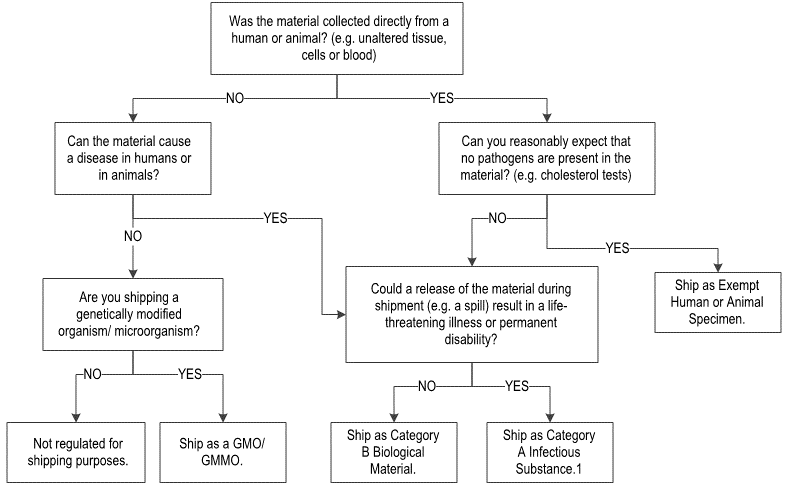 Was the material collected directly from a
human or animal? (e.g. unaltered tissue,
cells or blood)
NO
YES
Can the material cause
a disease in humans or
in animals?
Can you reasonably expect that
no pathogens are present in the
material? (e.g. cholesterol tests)
YES
NO
NO
YES
Are you shipping a
genetically modified
organism/ microorganism?
Could a release of the material during
shipment (e.g. a spill) result in a life-
threatening illness or permanent
disability?
Ship as Exempt
Human or Animal
Specimen.
NO
YES
NO
YES
Not regulated for
shipping purposes.
Ship as a GMO/
GMMO.
Ship as Category
B Biological
Material.
Ship as Category
A Infectious
Substance.1